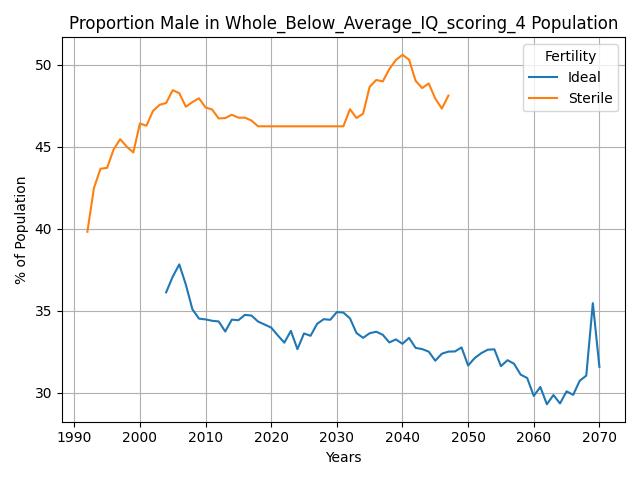 Proportion Male in Whole_Below_Average_IQ_scoring_4 Population
Fertility
Ideal
Sterile
% of Population
50
45
40
35
30
1990 2000 2010 2020 2030 2040 2050 2060 2070
Years